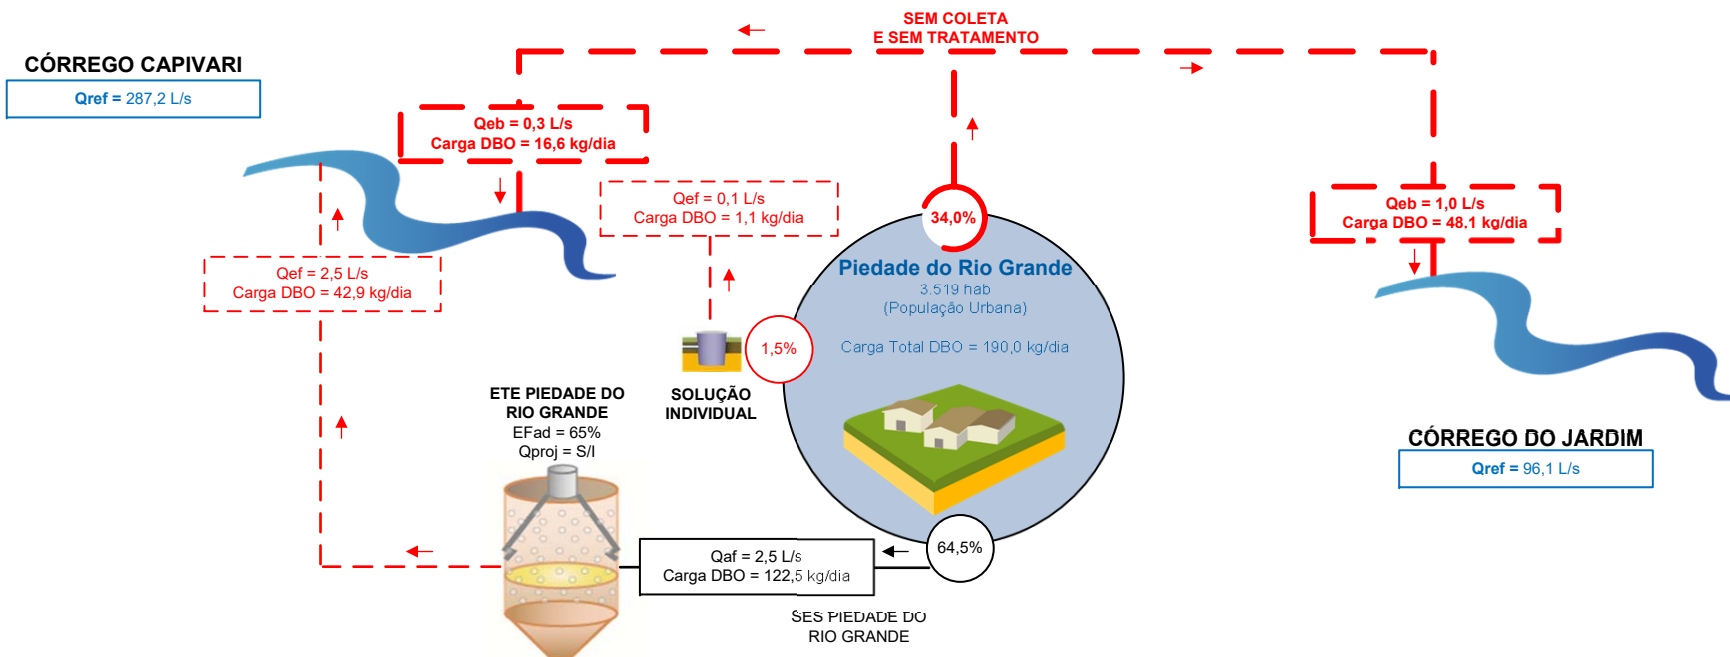 SEM COLETA
E SEM TRATAMENTO
CÓRREGO CAPIVARI
Qref = 287,2 L/s
Qeb = 0,3 L/s
Carga DBO = 16,6 kg/dia
Qef = 0,1 L/s
Carga DBO = 1,1 kg/dia
34,0%
Qeb = 1,0 L/s
Carga DBO = 48,1 kg/dia
Qef = 2,5 L/s
Carga DBO = 42,9 kg/dia
Piedade do Rio Grande
3.519 hab
(População Urbana)
Carga Total DBO = 190,0 kg/dia
1,5%
SOLUÇÃO
INDIVIDUAL
ETE PIEDADE DO
RIO GRANDE
EFad = 65%
Qproj = S/I
CÓRREGO DO JARDIM
Qref = 96,1 L/s
64,5%
Qaf = 2,5 L/s
Carga DBO = 122,5 kg/dia
SES PIEDADE DO
RIO GRANDE